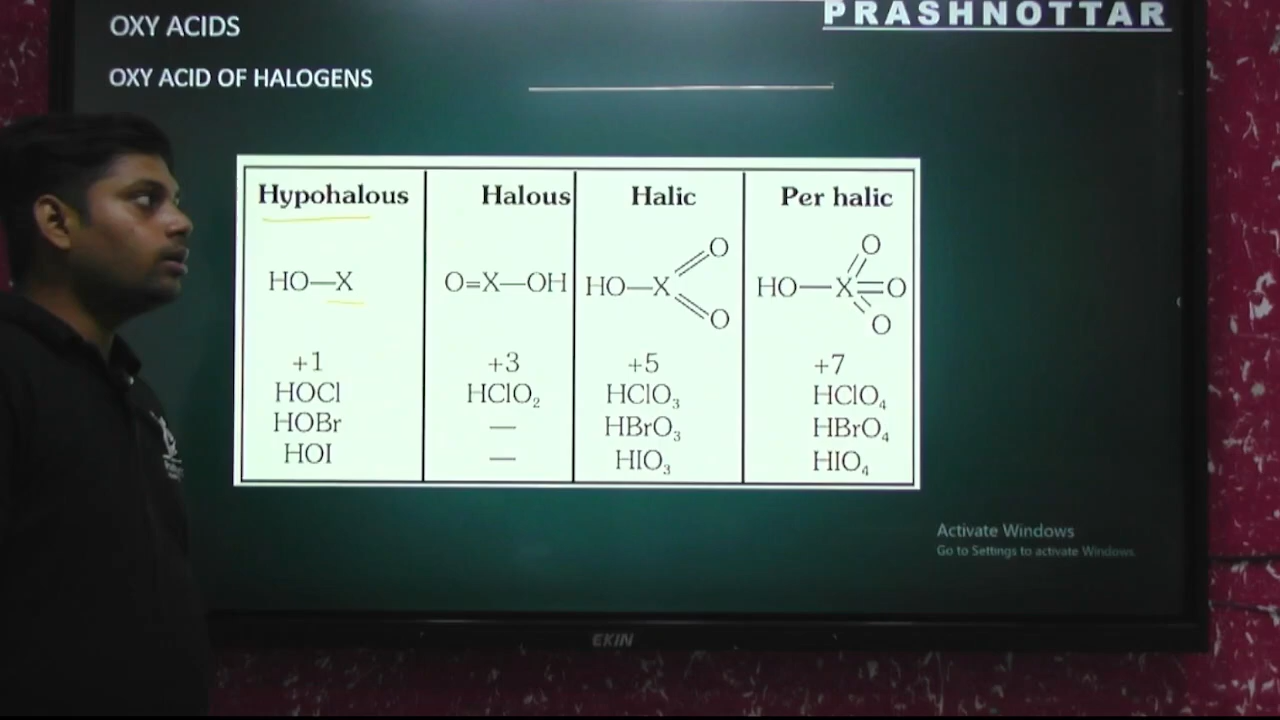 PRASHNOTTAR
OXY ACIDS
OXY ACID OF HALOGENS
Hypohalous Halous Halic Per halic
HO—X O=X—OH HO—X=O=O HO—X=O=O=O
+1 +3 +5 +7
HOCl HClO₂ HClO₃ HClO₄
HOBr — HBrO₃ HBrO₄
HOI — HIO₃ HIO₄
Activate Windows
Go to Settings to activate Windows.
EKIN